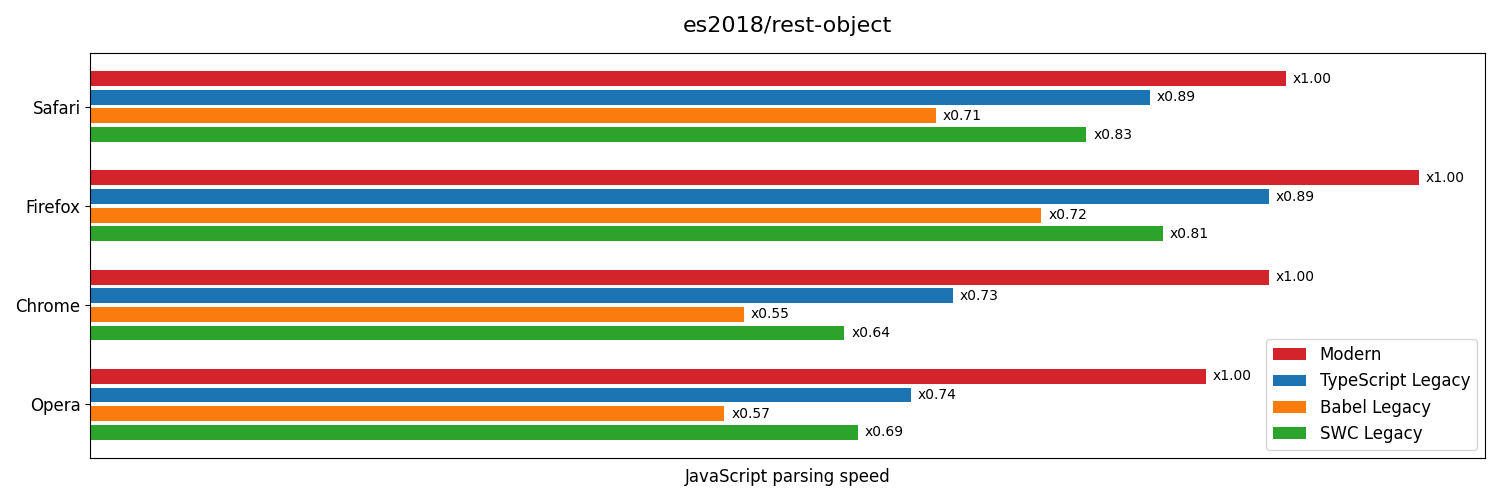 es2018/rest-object
Safari
x1.00
x0.89
x0.71
x0.83
Firefox
x1.00
x0.89
x0.72
x0.81
Chrome
x1.00
x0.73
x0.55
x0.64
Opera
x1.00
x0.74
x0.57
x0.69
Modern
TypeScript Legacy
Babel Legacy
SWC Legacy
JavaScript parsing speed